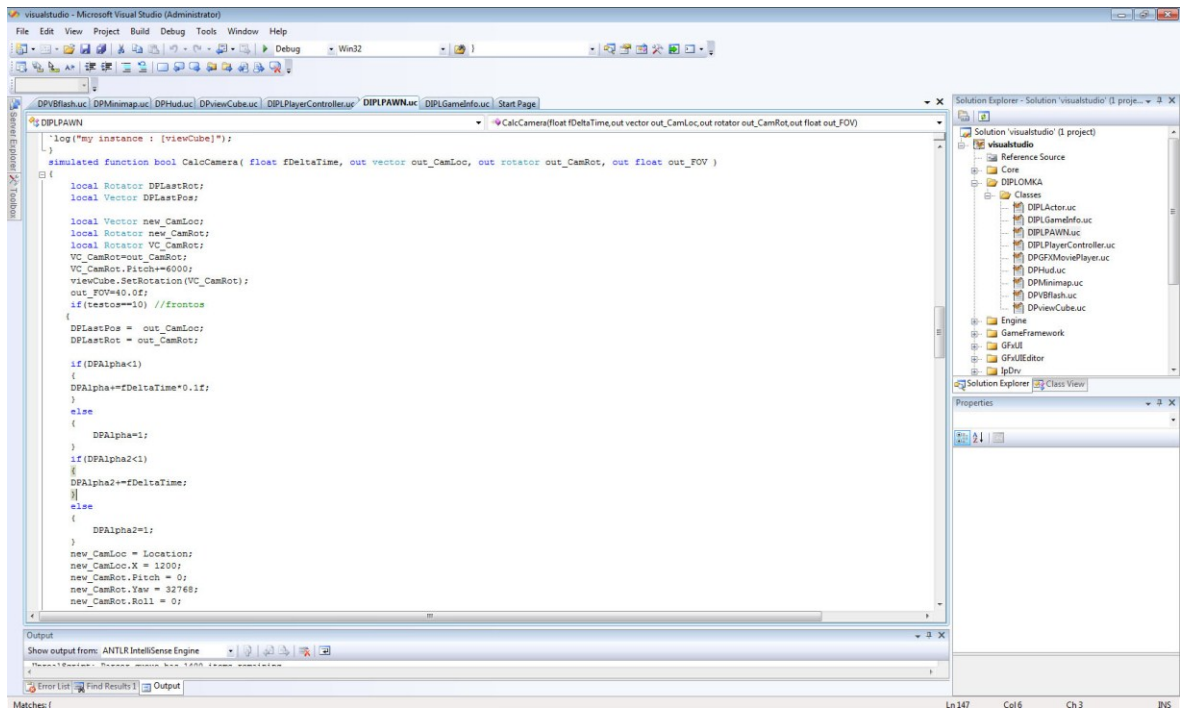 visualstudio - Microsoft Visual Studio (Administrator)
File Edit View Project Build Debug Tools Window Help
Debug Win32 }
DPVBflash.uc DPMinimap.uc DPHud.uc DPviewCube.uc DIPLPlayerController.uc DIPLPAWN.uc DIPLGameInfo.uc Start Page
DIPLPAWN CalcCamera(float fDeltaTime,out vector out_CamLoc,out rotator out_CamRot,out float out_FOV)
`log("my instance : [viewCube]");
}
simulated function bool CalcCamera( float fDeltaTime, out vector out_CamLoc, out rotator out_CamRot, out float out_FOV )
{
local Rotator DPLastRot;
local Vector DPLastPos;
local Vector new_CamLoc;
local Rotator new_CamRot;
local Rotator VC_CamRot;
VC_CamRot=out_CamRot;
VC_CamRot.Pitch+=6000;
viewCube.SetRotation(VC_CamRot);
out_FOV=40.0f;
if(testos==10) //frontos
{
DPLastPos = out_CamLoc;
DPLastRot = out_CamRot;
if(DPAlpha<1)
{
DPAlpha+=fDeltaTime*0.1f;
}
else
{
DPAlpha=1;
}
if(DPAlpha2<1)
{
DPAlpha2+=fDeltaTime;
}
else
{
DPAlpha2=1;
}
new_CamLoc = Location;
new_CamLoc.X = 1200;
new_CamRot.Pitch = 0;
new_CamRot.Yaw = 32768;
new_CamRot.Roll = 0;
Output
Show output from: ANTLR IntelliSense Engine
UnrealScript: Parser queue has 1400 items remaining
Error List Find Results 1 Output
Matches: {
Ln 147 Col 6 Ch 3 INS
Server Explorer
Toolbox
Solution Explorer - Solution 'visualstudio' (1 proje...
Solution 'visualstudio' (1 project)
visualstudio
Reference Source
Core
DIPLOMKA
Classes
DIPLActor.uc
DIPLGameInfo.uc
DIPLPAWN.uc
DIPLPlayerController.uc
DPGFXMoviePlayer.uc
DPHud.uc
DPMinimap.uc
DPVBflash.uc
DPviewCube.uc
Engine
GameFramework
GFxUI
GFxUIEditor
IpDrv
Solution Explorer Class View
Properties